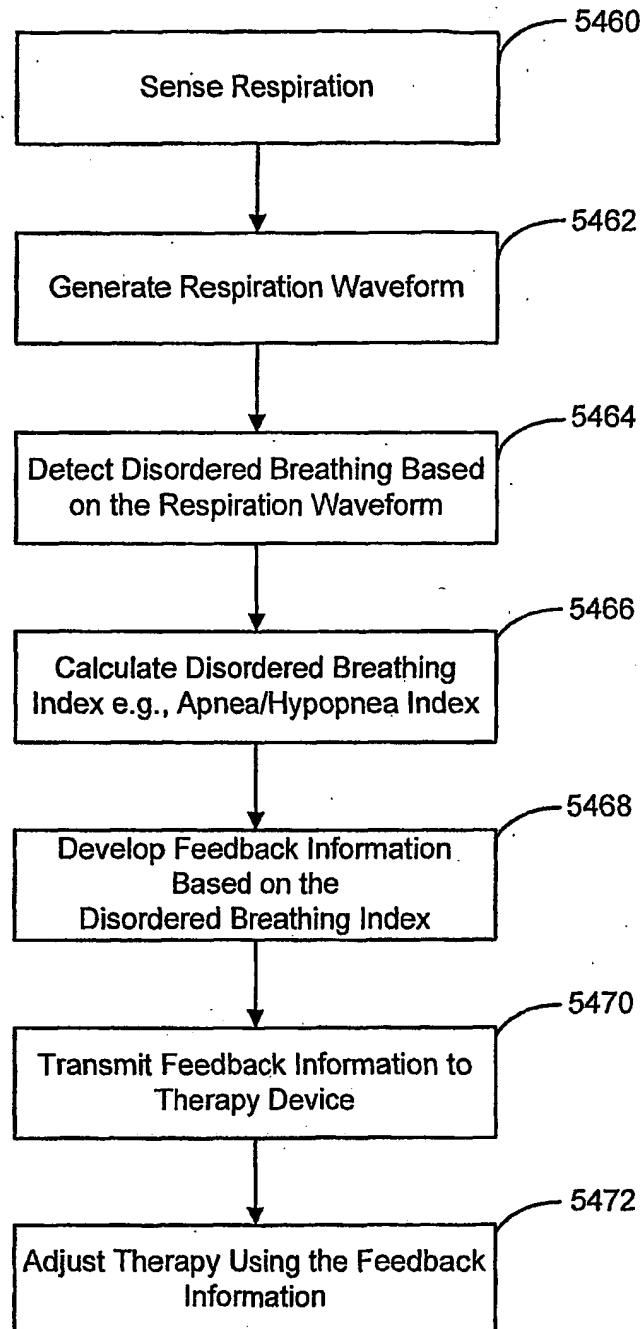 5460
Sense Respiration
5462
Generate Respiration Waveform
5464
Detect Disordered Breathing Based
on the Respiration Waveform
5466
Calculate Disordered Breathing
Index e.g., Apnea/Hypopnea Index
5468
Develop Feedback Information
Based on the
Disordered Breathing Index
5470
Transmit Feedback Information to
Therapy Device
5472
Adjust Therapy Using the Feedback
Information